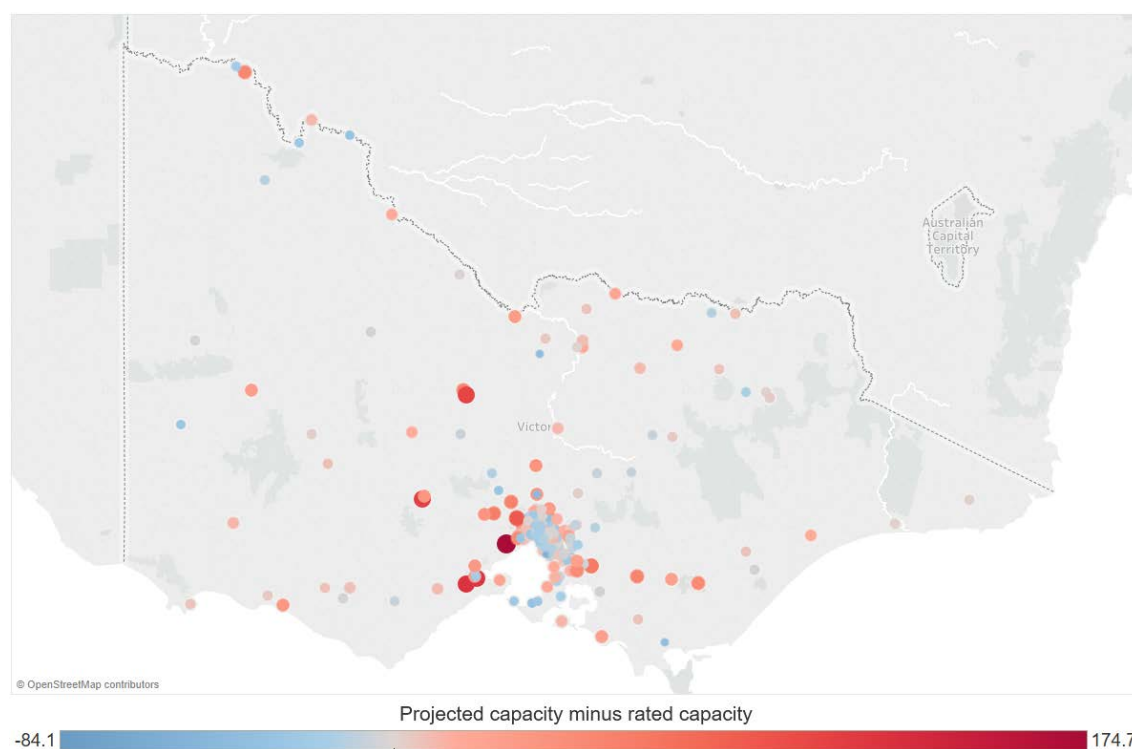 Australian
Capital
Territory
Victor
© OpenStreetMap contributors
Projected capacity minus rated capacity
-84.1
174.7